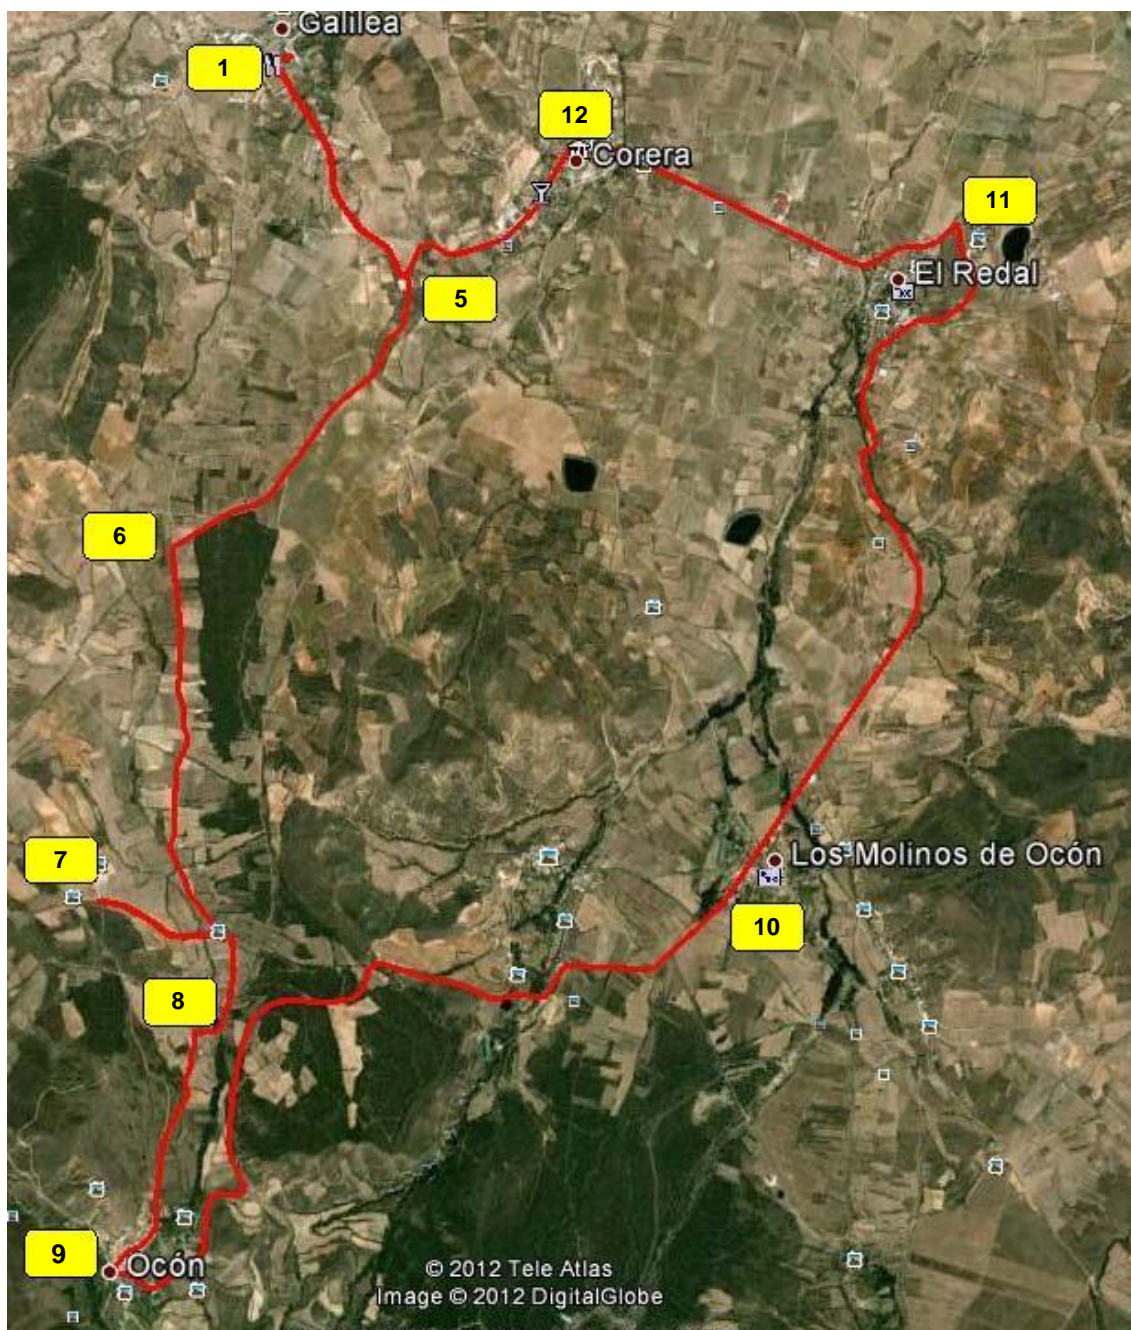 Galilea
1
12
Corera
11
El Redal
5
6
7
Los Molinos de Ocón
10
8
9
Ocón
© 2012 Tele Atlas
Image © 2012 DigitalGlobe